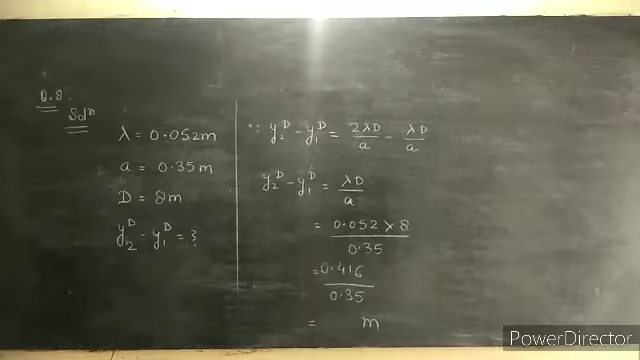 Q.8.
Solⁿ
λ = 0.052m
a = 0.35m
D = 8m
y₂ᴰ - y₁ᴰ = ?
∵ y₂ᴰ - y₁ᴰ = 2λD/a - λD/a
y₂ᴰ - y₁ᴰ = λD/a
= 0.052 × 8 / 0.35
= 0.416 / 0.35
= m
PowerDirector